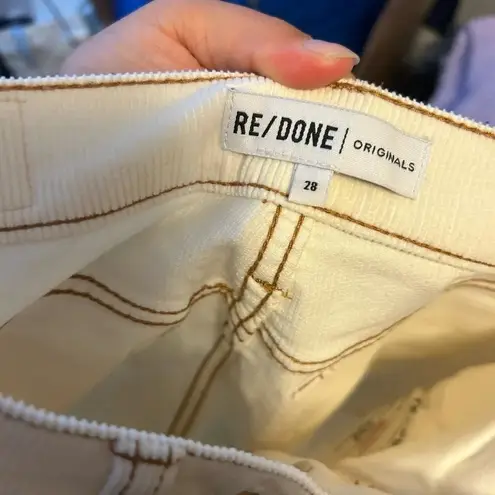 RE/DONE | ORIGINALS
28